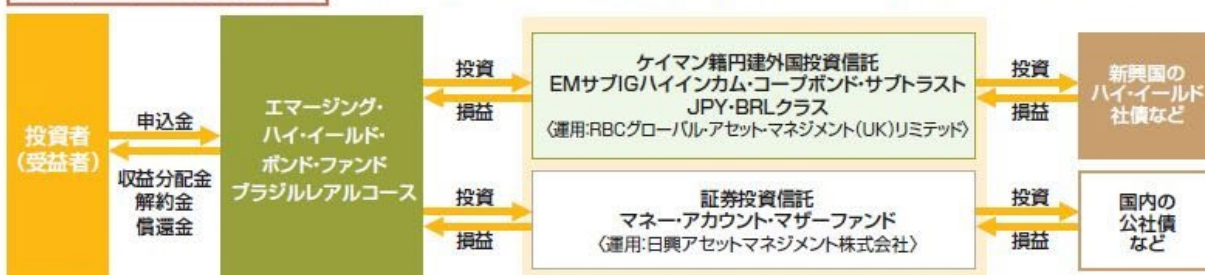 投資者
(受益者)
申込金
収益分配金
解約金
償還金
エマージング・
ハイ・イールド・
ボンド・ファンド
ブラジルレアルコース
投資
損益
ケイマン籍円建外国投資信託
EMサブIGハイインカム・コープボンド・サブトラスト
JPY・BRLクラス
〈運用:RBCグローバル・アセット・マネジメント(UK)リミテッド〉
投資
損益
新興国の
ハイ・イールド
社債など
投資
損益
証券投資信託
マネー・アカウント・マザーファンド
〈運用:日興アセットマネジメント株式会社〉
投資
損益
国内の
公社債
など